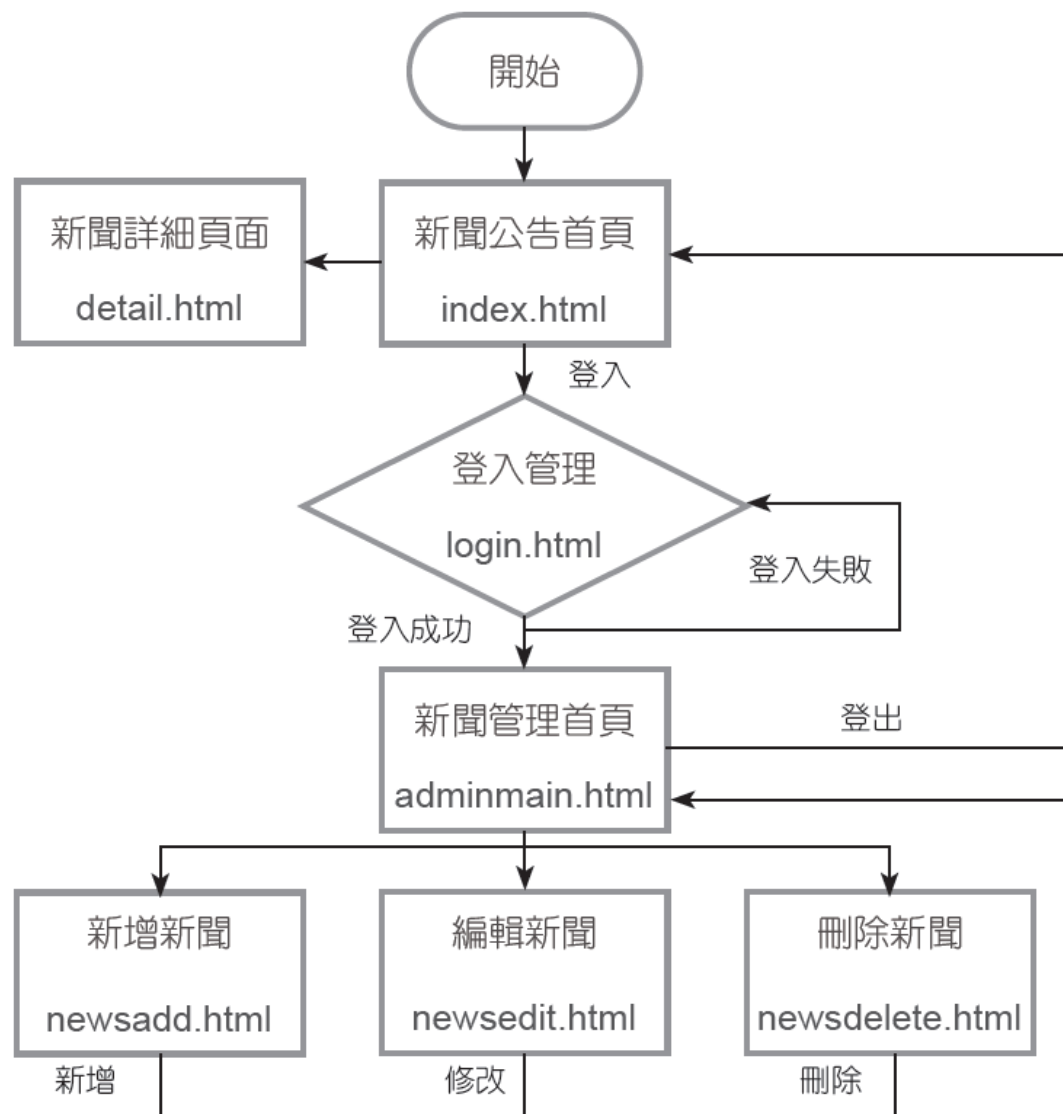 開始
新聞詳細頁面
detail.html
新聞公告首頁
index.html
登入
登入管理
login.html
登入失敗
登入成功
新聞管理首頁
adminmain.html
登出
新增新聞
newsadd.html
編輯新聞
newsedit.html
刪除新聞
newsdelete.html
新增
修改
刪除